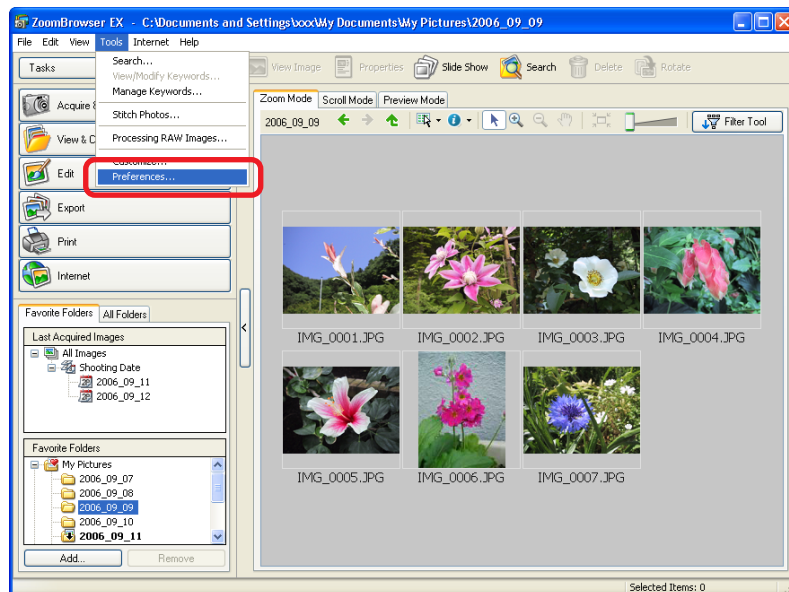 ZoomBrowser EX - C:\Documents and Settings\xxx\My Documents\My Pictures\2006_09_09
File Edit View Tools Internet Help
Tasks
Search...
View/Modify Keywords...
Manage Keywords...
Stitch Photos...
Processing RAW Images...
Customize...
Preferences...
View Image Properties Slide Show Search Delete Rotate
Acquire &
View & C
Edit
Export
Print
Internet
Zoom Mode Scroll Mode Preview Mode
2006_09_09
Filter Tool
IMG_0001.JPG IMG_0002.JPG IMG_0003.JPG IMG_0004.JPG
IMG_0005.JPG IMG_0006.JPG IMG_0007.JPG
Favorite Folders All Folders
Last Acquired Images
All Images
Shooting Date
2006_09_11
2006_09_12
Favorite Folders
My Pictures
2006_09_07
2006_09_08
2006_09_09
2006_09_10
2006_09_11
Add... Remove
Selected Items: 0